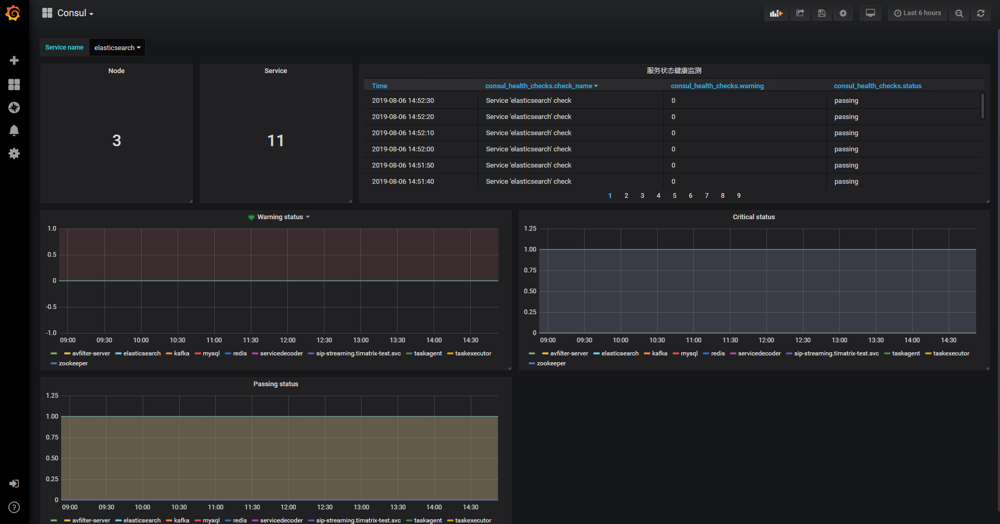 Consul
Last 6 hours
Service name elasticsearch
Node
3
Service
11
服务状态健康监测
Time consul_health_checks.check_name consul_health_checks.warning consul_health_checks.status
2019-08-06 14:52:30 Service 'elasticsearch' check 0 passing
2019-08-06 14:52:20 Service 'elasticsearch' check 0 passing
2019-08-06 14:52:10 Service 'elasticsearch' check 0 passing
2019-08-06 14:52:00 Service 'elasticsearch' check 0 passing
2019-08-06 14:51:50 Service 'elasticsearch' check 0 passing
2019-08-06 14:51:40 Service 'elasticsearch' check 0 passing
1 2 3 4 5 6 7 8 9
Warning status
1.0
0.5
0
-0.5
-1.0
09:00 09:30 10:00 10:30 11:00 11:30 12:00 12:30 13:00 13:30 14:00 14:30
avfilter-server elasticsearch kafka mysql redis servicedecoder sip-streaming.timatrix-test.svc taskagent taskexecutor
zookeeper
Critical status
1.25
1.00
0.75
0.50
0.25
0
09:00 09:30 10:00 10:30 11:00 11:30 12:00 12:30 13:00 13:30 14:00 14:30
avfilter-server elasticsearch kafka mysql redis servicedecoder sip-streaming.timatrix-test.svc taskagent taskexecutor
zookeeper
Passing status
1.25
1.00
0.75
0.50
0.25
0
09:00 09:30 10:00 10:30 11:00 11:30 12:00 12:30 13:00 13:30 14:00 14:30
avfilter-server elasticsearch kafka mysql redis servicedecoder sip-streaming.timatrix-test.svc taskagent taskexecutor
?